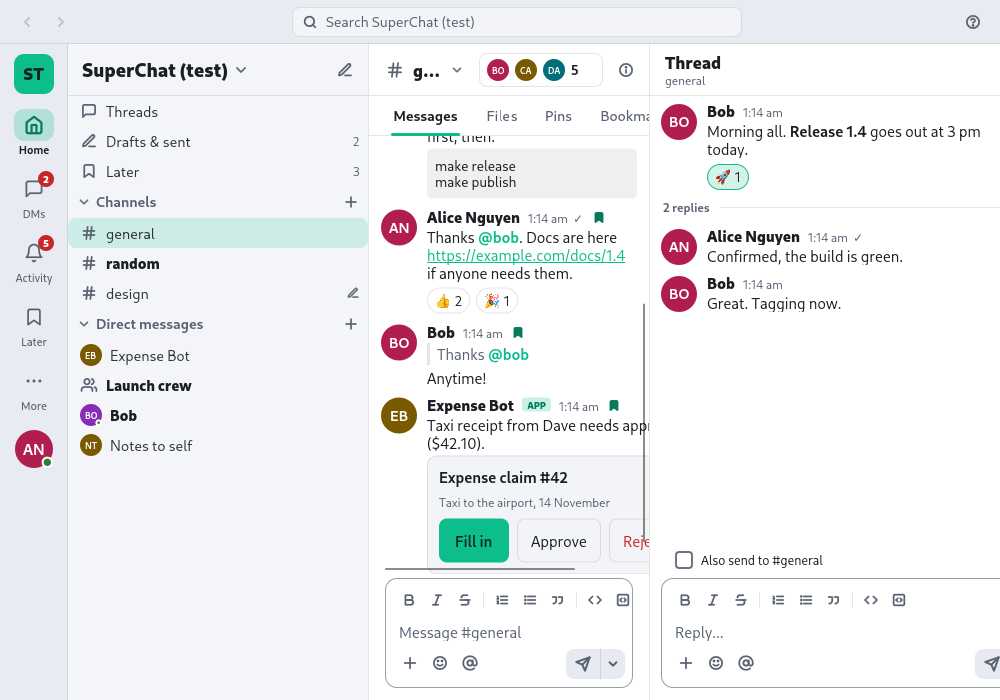 Search SuperChat (test)
ST
Home
2
DMs
5
Activity
Later
More
AN
SuperChat (test)
Threads
Drafts & sent 2
Later 3
Channels
# general
# random
# design
Direct messages
EB Expense Bot
Launch crew
BO Bob
NT Notes to self
# g... BO CA DA 5
Messages Files Pins Bookma
first, then:
make release
make publish
AN Alice Nguyen 1:14 am ✓
Thanks @bob. Docs are here
https://example.com/docs/1.4
if anyone needs them.
👍 2 🎉 1
BO Bob 1:14 am
Thanks @bob
Anytime!
EB Expense Bot APP 1:14 am
Taxi receipt from Dave needs appr
($42.10).
Expense claim #42
Taxi to the airport, 14 November
Fill in Approve Reje
Message #general
Thread
general
BO Bob 1:14 am
Morning all. Release 1.4 goes out at 3 pm
today.
🚀 1
2 replies
AN Alice Nguyen 1:14 am ✓
Confirmed, the build is green.
BO Bob 1:14 am
Great. Tagging now.
Also send to #general
Reply...